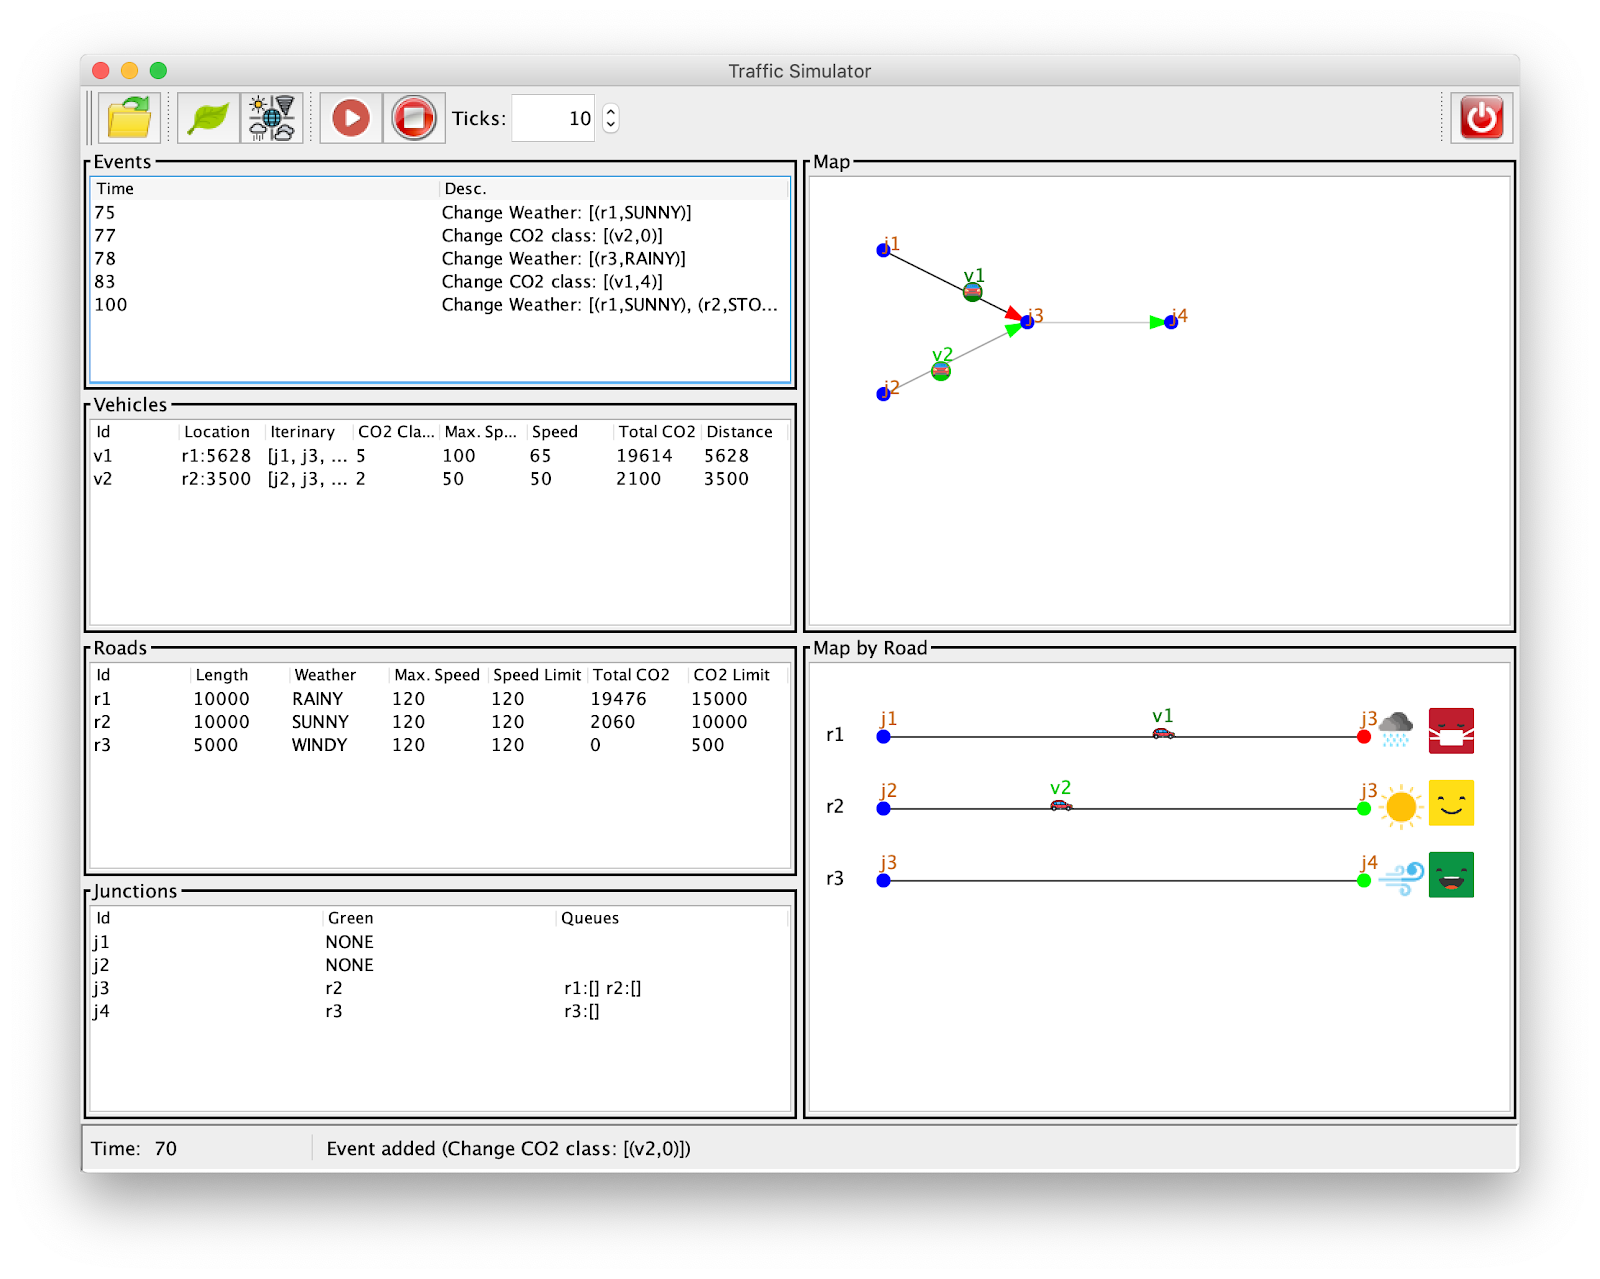 Traffic Simulator
Ticks: 10
Events
Time Desc.
75 Change Weather: [(r1,SUNNY)]
77 Change CO2 class: [(v2,0)]
78 Change Weather: [(r3,RAINY)]
83 Change CO2 class: [(v1,4)]
100 Change Weather: [(r1,SUNNY), (r2,STO...
Vehicles
Id Location Iterinary CO2 Cla... Max. Sp... Speed Total CO2 Distance
v1 r1:5628 [j1, j3, ... 5 100 65 19614 5628
v2 r2:3500 [j2, j3, ... 2 50 50 2100 3500
Roads
Id Length Weather Max. Speed Speed Limit Total CO2 CO2 Limit
r1 10000 RAINY 120 120 19476 15000
r2 10000 SUNNY 120 120 2060 10000
r3 5000 WINDY 120 120 0 500
Junctions
Id Green Queues
j1 NONE
j2 NONE
j3 r2 r1:[] r2:[]
j4 r3 r3:[]
Map
j1
v1
j3 j4
v2
j2
Map by Road
j1 v1 j3
r1
j2 v2 j3
r2
j3 j4
r3
Time: 70 Event added (Change CO2 class: [(v2,0)])